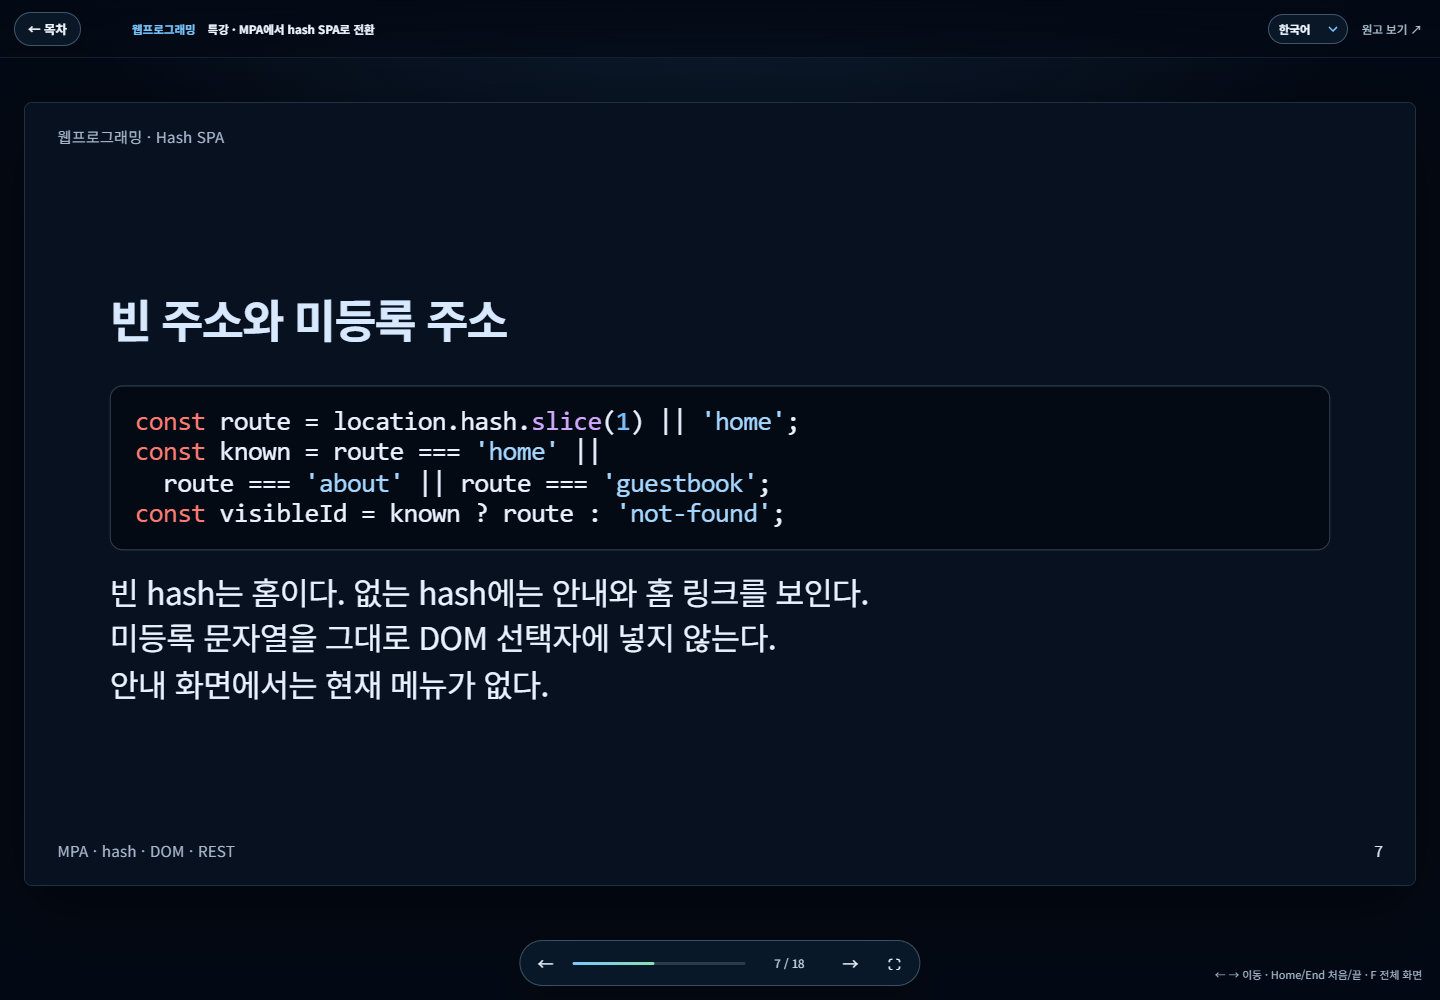 ← 목차
웹프로그래밍 특강 · MPA에서 hash SPA로 전환
한국어
원고 보기 ↗
웹프로그래밍 · Hash SPA
빈 주소와 미등록 주소
const route = location.hash.slice(1) || 'home';
const known = route === 'home' ||
  route === 'about' || route === 'guestbook';
const visibleId = known ? route : 'not-found';
빈 hash는 홈이다. 없는 hash에는 안내와 홈 링크를 보인다.
미등록 문자열을 그대로 DOM 선택자에 넣지 않는다.
안내 화면에서는 현재 메뉴가 없다.
MPA · hash · DOM · REST
7
← 7 / 18 →
← → 이동 · Home/End 처음/끝 · F 전체 화면